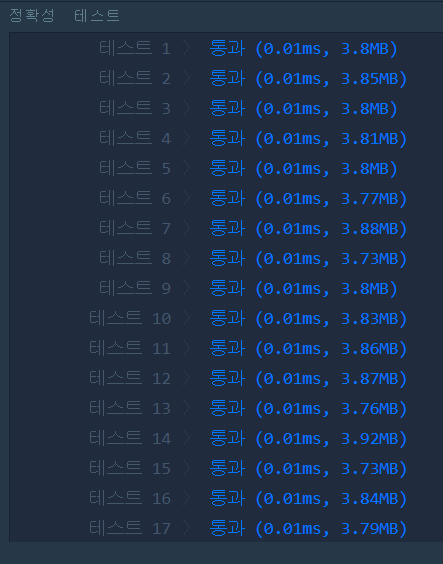 정확성 테스트
테스트 1 〉 통과 (0.01ms, 3.8MB)
테스트 2 〉 통과 (0.01ms, 3.85MB)
테스트 3 〉 통과 (0.01ms, 3.8MB)
테스트 4 〉 통과 (0.01ms, 3.81MB)
테스트 5 〉 통과 (0.01ms, 3.8MB)
테스트 6 〉 통과 (0.01ms, 3.77MB)
테스트 7 〉 통과 (0.01ms, 3.88MB)
테스트 8 〉 통과 (0.01ms, 3.73MB)
테스트 9 〉 통과 (0.01ms, 3.8MB)
테스트 10 〉 통과 (0.01ms, 3.83MB)
테스트 11 〉 통과 (0.01ms, 3.86MB)
테스트 12 〉 통과 (0.01ms, 3.87MB)
테스트 13 〉 통과 (0.01ms, 3.76MB)
테스트 14 〉 통과 (0.01ms, 3.92MB)
테스트 15 〉 통과 (0.01ms, 3.73MB)
테스트 16 〉 통과 (0.01ms, 3.84MB)
테스트 17 〉 통과 (0.01ms, 3.79MB)